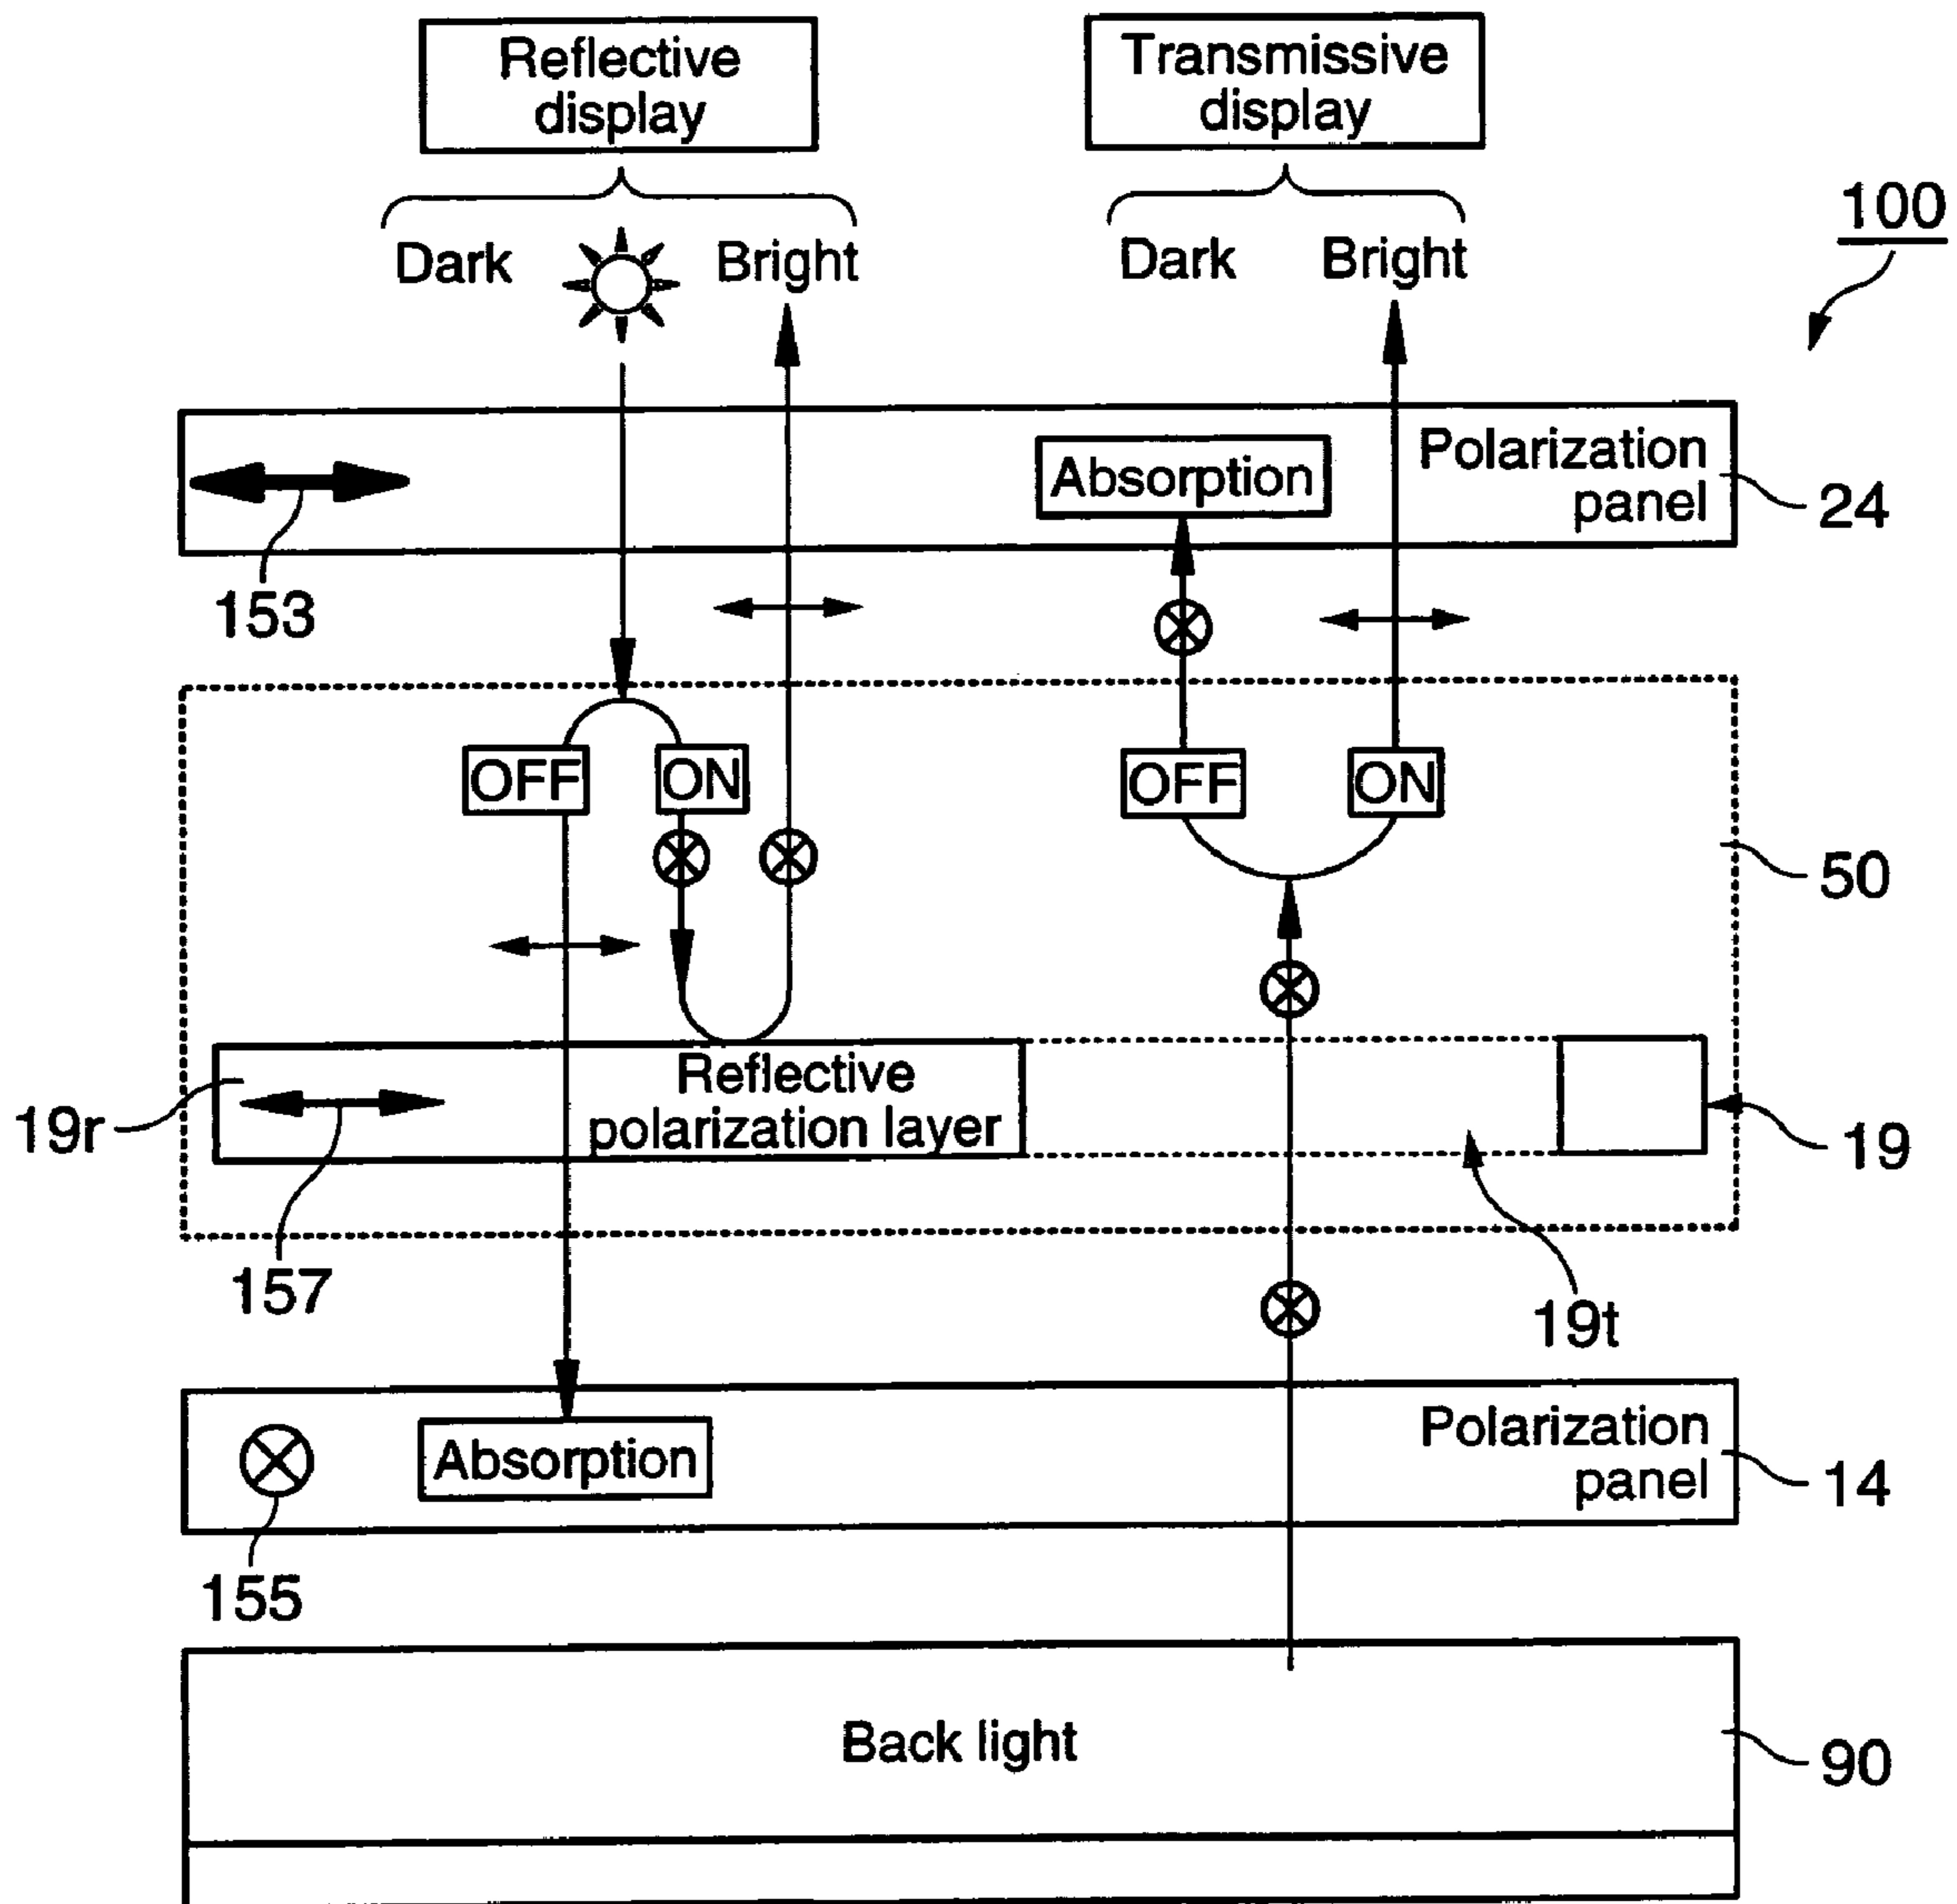 Reflective
display
Transmissive
display
100
Dark
Bright
Dark
Bright
Absorption
Polarization
panel
24
153
OFF
ON
OFF
ON
50
Reflective
polarization layer
19r
19
157
19t
Absorption
Polarization
panel
14
155
Back light
90